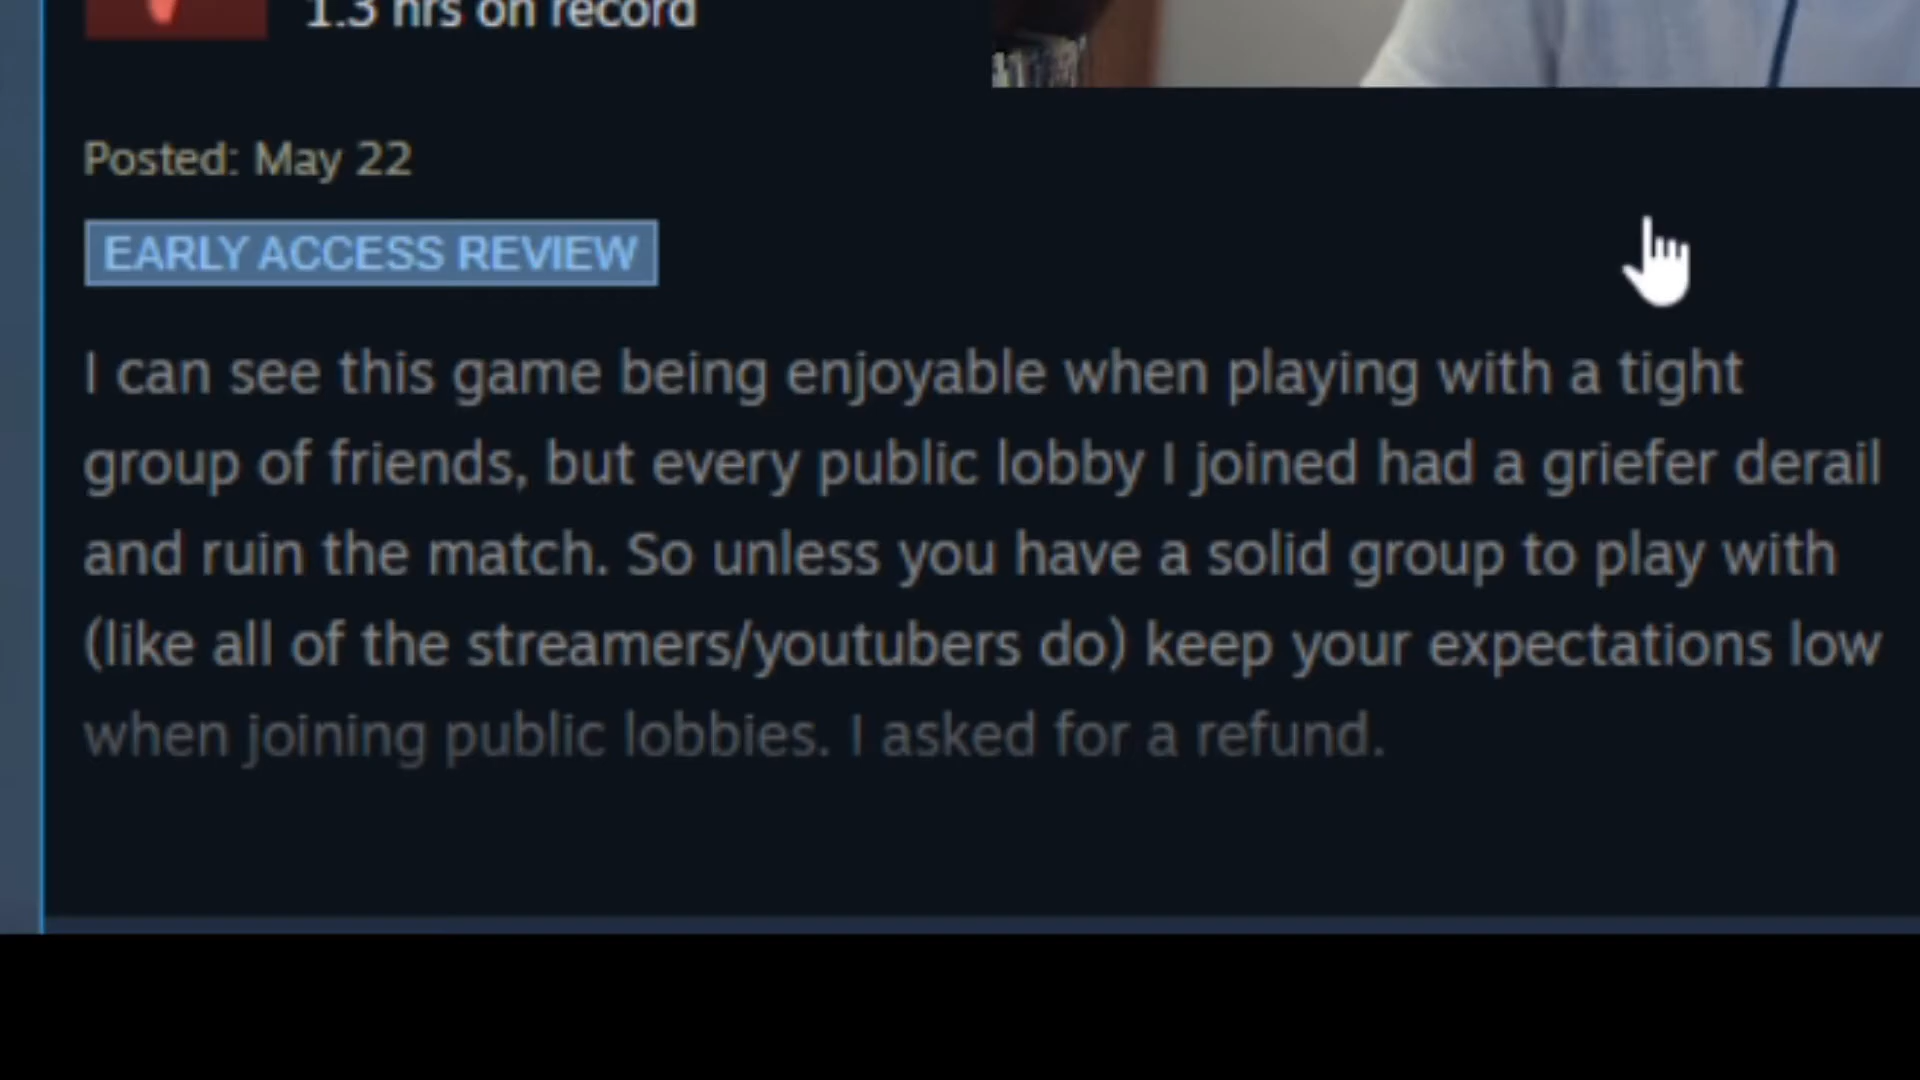 1.3 hrs on record
Posted: May 22
EARLY ACCESS REVIEW
I can see this game being enjoyable when playing with a tight
group of friends, but every public lobby I joined had a griefer derail
and ruin the match. So unless you have a solid group to play with
(like all of the streamers/youtubers do) keep your expectations low
when joining public lobbies. I asked for a refund.